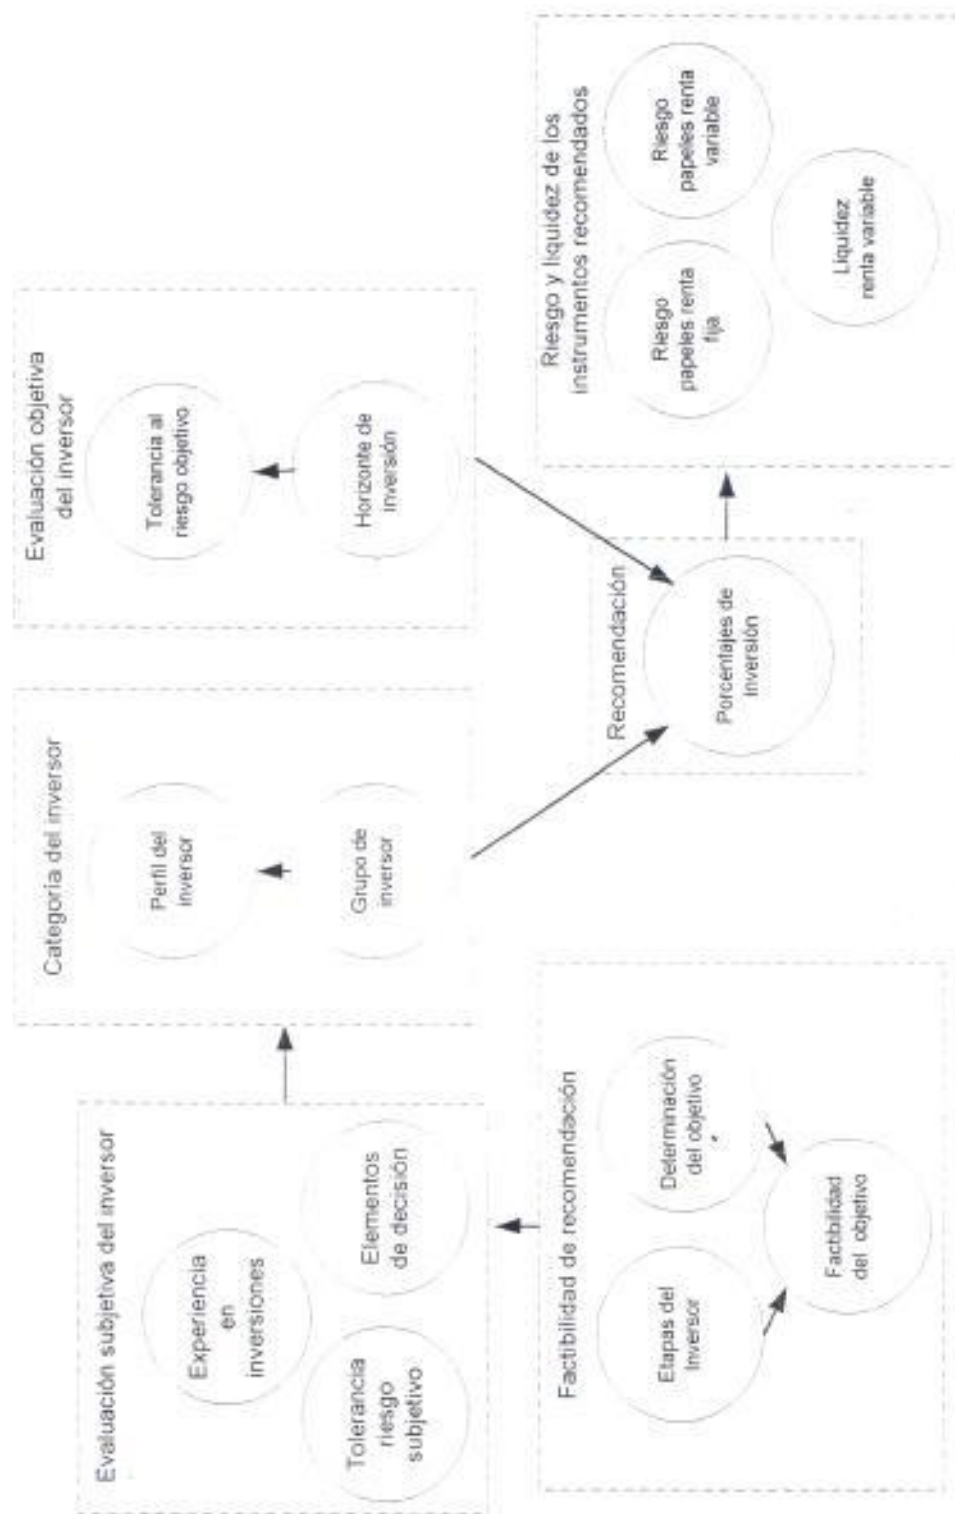 Evaluación subjetiva del inversor
Experiencia
en
inversiones
Tolerancia
riesgo
subjetivo
Elementos
de decisión
Categoria del inversor
Perfil del
inversor
Grupo de
inversor
Evaluación objetiva
del inversor
Tolerancia al
riesgo objetivo
Horizonte de
inversión
Factibilidad de recomendación
Etapas del
Inversor
Determinación
del objetivo
Factibilidad
del objetivo
Recomendación
Porcentajes de
inversión
Riesgo y liquidez de los
instrumentos recomendados
Riesgo
papeles renta
fija
Riesgo
papeles renta
variable
Liquidez
renta variable